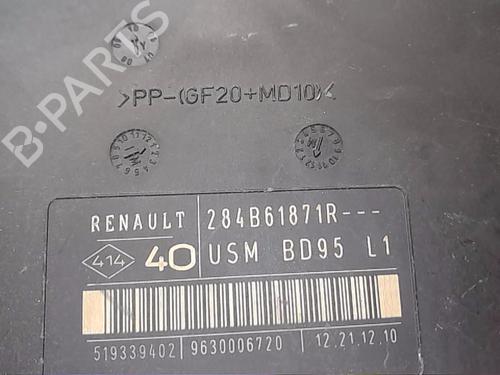 B-PARTS
>PP-(GF20+MD10)<
RENAULT 284B61871R---
414 40 USM BD95 L1
519339402 9630006720 12.21.12.10